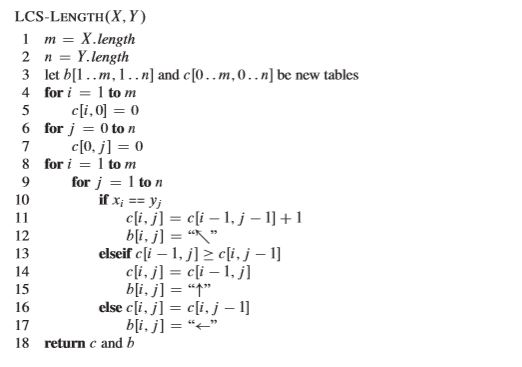 LCS-LENGTH(X, Y)
1 m = X.length
2 n = Y.length
3 let b[1..m, 1..n] and c[0..m, 0..n] be new tables
4 for i = 1 to m
5 c[i, 0] = 0
6 for j = 0 to n
7 c[0, j] = 0
8 for i = 1 to m
9 for j = 1 to n
10 if xᵢ == yⱼ
11 c[i, j] = c[i − 1, j − 1] + 1
12 b[i, j] = “↖”
13 elseif c[i − 1, j] ≥ c[i, j − 1]
14 c[i, j] = c[i − 1, j]
15 b[i, j] = “↑”
16 else c[i, j] = c[i, j − 1]
17 b[i, j] = “←”
18 return c and b